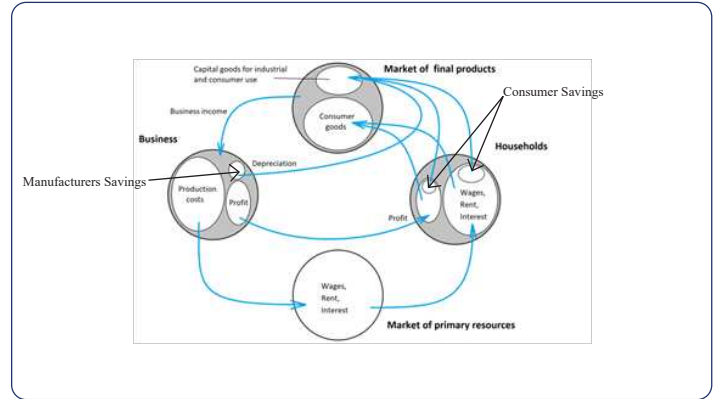 Capital goods for industrial
and consumer use
Market of final products
Consumer Savings
Business income
Consumer
goods
Business
Households
Depreciation
Manufacturers Savings
Production
costs
Profit
Wages,
Rent,
Interest
Profit
Wages,
Rent,
Interest
Market of primary resources